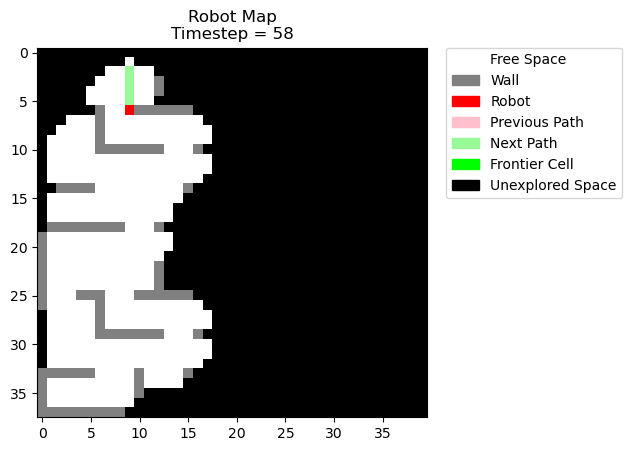 Robot Map
Timestep = 58
Free Space
Wall
Robot
Previous Path
Next Path
Frontier Cell
Unexplored Space
0
5
10
15
20
25
30
35
0 5 10 15 20 25 30 35